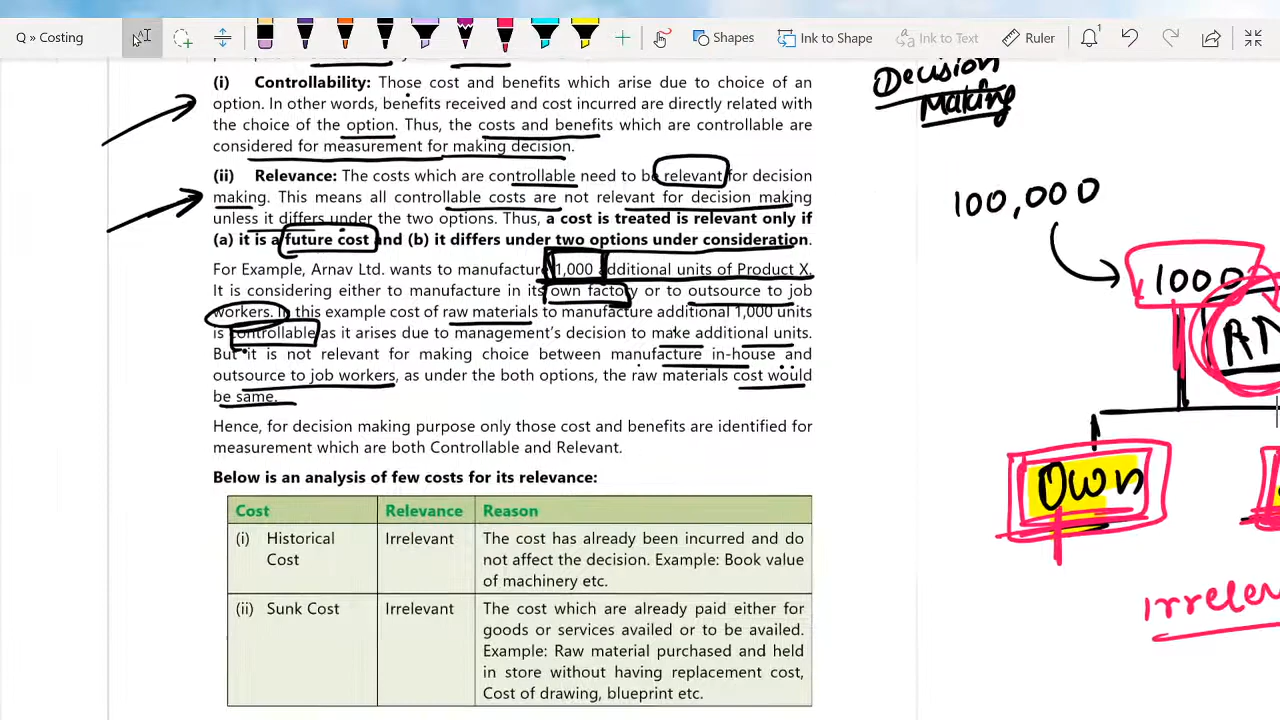 Q » Costing
Shapes
Ink to Shape
Ink to Text
Ruler
(i) Controllability: Those cost and benefits which arise due to choice of an
option. In other words, benefits received and cost incurred are directly related with
the choice of the option. Thus, the costs and benefits which are controllable are
considered for measurement for making decision.
(ii) Relevance: The costs which are controllable need to be relevant for decision
making. This means all controllable costs are not relevant for decision making
unless it differs under the two options. Thus, a cost is treated is relevant only if
(a) it is a future cost and (b) it differs under two options under consideration.
For Example, Arnav Ltd. wants to manufacture 1,000 additional units of Product X.
It is considering either to manufacture in its own factory or to outsource to job
workers. In this example cost of raw materials to manufacture additional 1,000 units
is controllable as it arises due to management's decision to make additional units.
But it is not relevant for making choice between manufacture in-house and
outsource to job workers, as under the both options, the raw materials cost would
be same.
Hence, for decision making purpose only those cost and benefits are identified for
measurement which are both Controllable and Relevant.
Below is an analysis of few costs for its relevance:
Cost Relevance Reason
(i) Historical Irrelevant The cost has already been incurred and do
Cost not affect the decision. Example: Book value
of machinery etc.
(ii) Sunk Cost Irrelevant The cost which are already paid either for
goods or services availed or to be availed.
Example: Raw material purchased and held
in store without having replacement cost,
Cost of drawing, blueprint etc.
Decision
Making
100,000
1000
Own